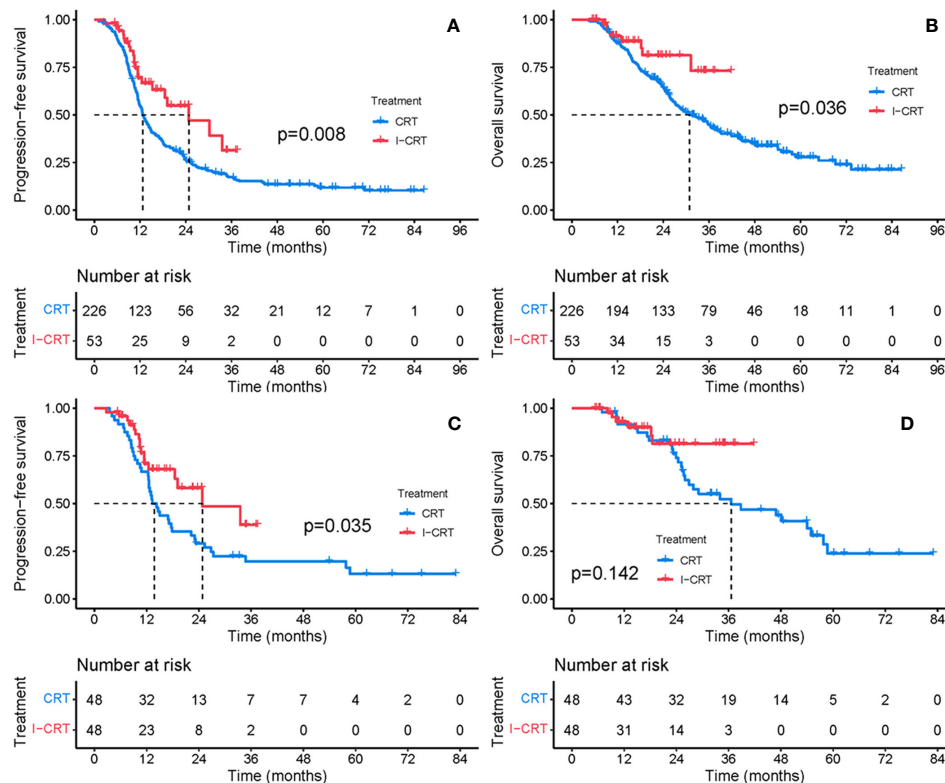 A
Progression−free survival
1.00
0.75
0.50
0.25
0.00
Treatment
CRT
I−CRT
p=0.008
0 12 24 36 48 60 72 84 96
Time (months)
Number at risk
Treatment
CRT 226 123 56 32 21 12 7 1 0
I−CRT 53 25 9 2 0 0 0 0 0
0 12 24 36 48 60 72 84 96
Time (months)
B
Overall survival
1.00
0.75
0.50
0.25
0.00
Treatment
CRT
I−CRT
p=0.036
0 12 24 36 48 60 72 84 96
Time (months)
Number at risk
Treatment
CRT 226 194 133 79 46 18 11 1 0
I−CRT 53 34 15 3 0 0 0 0 0
0 12 24 36 48 60 72 84 96
Time (months)
C
Progression−free survival
1.00
0.75
0.50
0.25
0.00
Treatment
CRT
I−CRT
p=0.035
0 12 24 36 48 60 72 84
Time (months)
Number at risk
Treatment
CRT 48 32 13 7 7 4 2 0
I−CRT 48 23 8 2 0 0 0 0
0 12 24 36 48 60 72 84
Time (months)
D
Overall survival
1.00
0.75
0.50
0.25
0.00
Treatment
CRT
I−CRT
p=0.142
0 12 24 36 48 60 72 84
Time (months)
Number at risk
Treatment
CRT 48 43 32 19 14 5 2 0
I−CRT 48 31 14 3 0 0 0 0
0 12 24 36 48 60 72 84
Time (months)